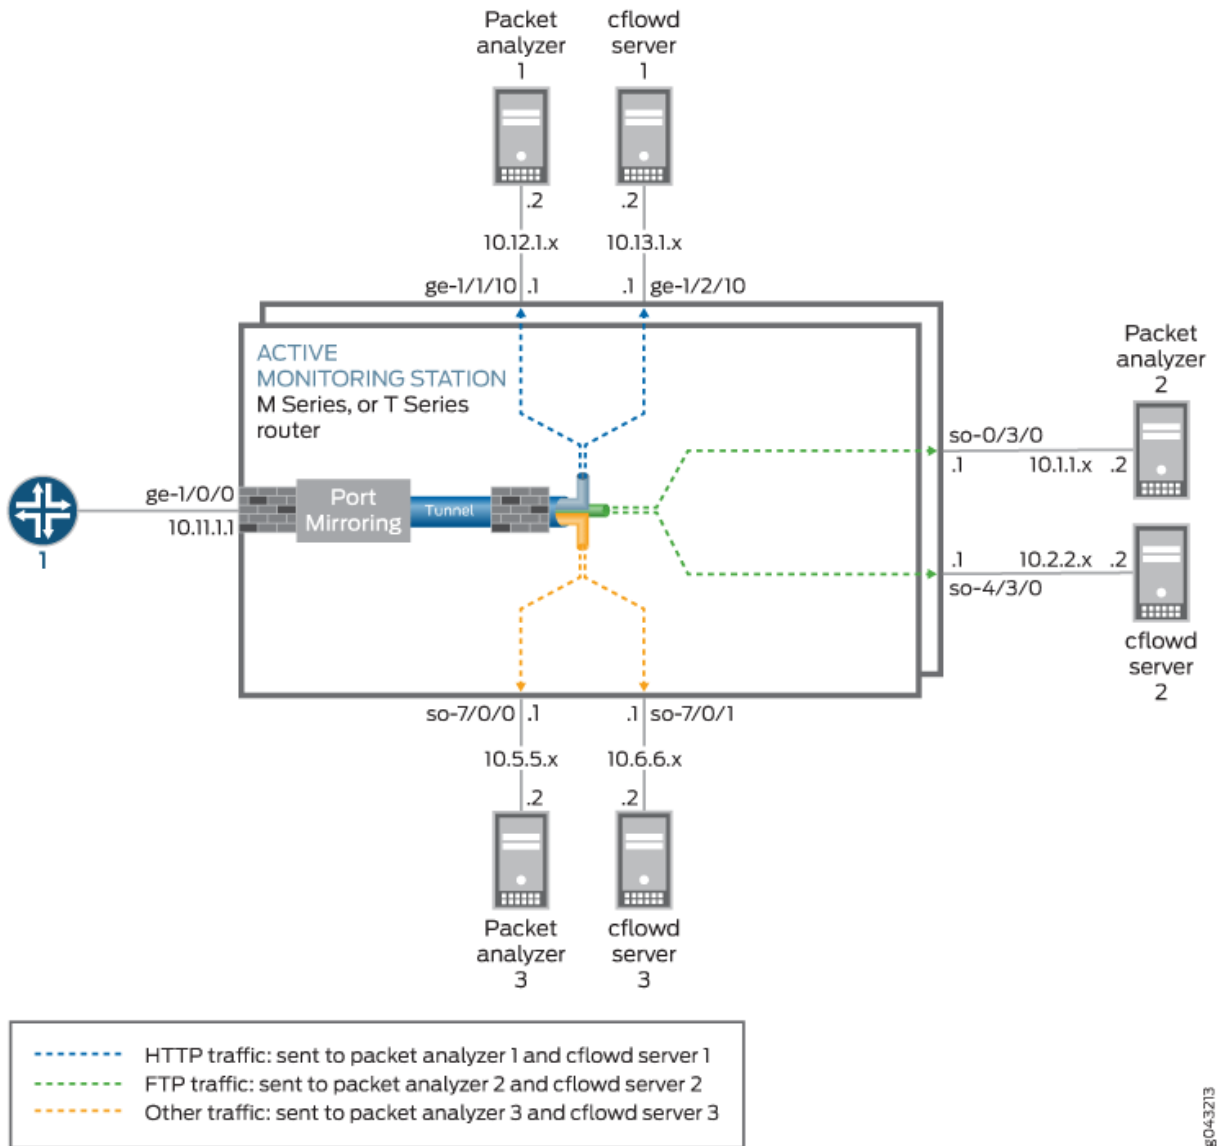 Packet
analyzer
1
cflowd
server
1
.2
.2
10.12.1.x
10.13.1.x
ge-1/1/10 .1
.1 ge-1/2/10
ACTIVE
MONITORING STATION
M Series, or T Series
router
Packet
analyzer
2
so-0/3/0
.1 10.1.1.x .2
ge-1/0/0
10.11.1.1
1
Port
Mirroring
Tunnel
.1 10.2.2.x .2
so-4/3/0
cflowd
server
2
so-7/0/0 .1
.1 so-7/0/1
10.5.5.x
10.6.6.x
.2
.2
Packet
analyzer
3
cflowd
server
3
HTTP traffic: sent to packet analyzer 1 and cflowd server 1
FTP traffic: sent to packet analyzer 2 and cflowd server 2
Other traffic: sent to packet analyzer 3 and cflowd server 3
g043213